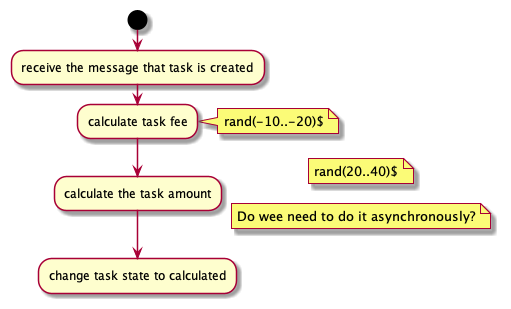 receive the message that task is created
calculate task fee
rand(-10..-20)$
rand(20..40)$
calculate the task amount
Do wee need to do it asynchronously?
change task state to calculated